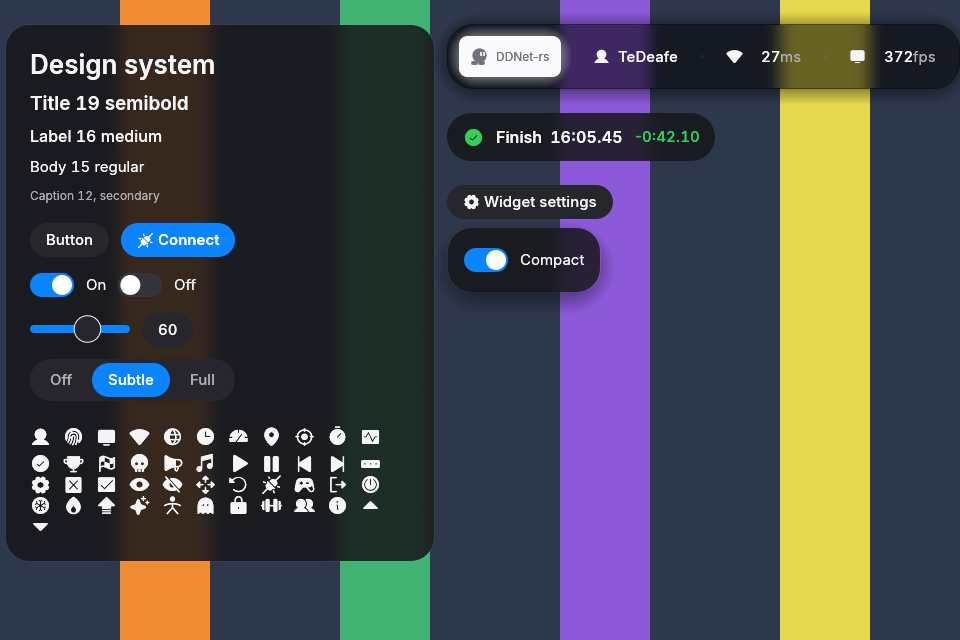 Design system
Title 19 semibold
Label 16 medium
Body 15 regular
Caption 12, secondary
Button
Connect
On
Off
60
Off
Subtle
Full
DDNet-rs
TeDeafe
27ms
372fps
Finish 16:05.45 -0:42.10
Widget settings
Compact